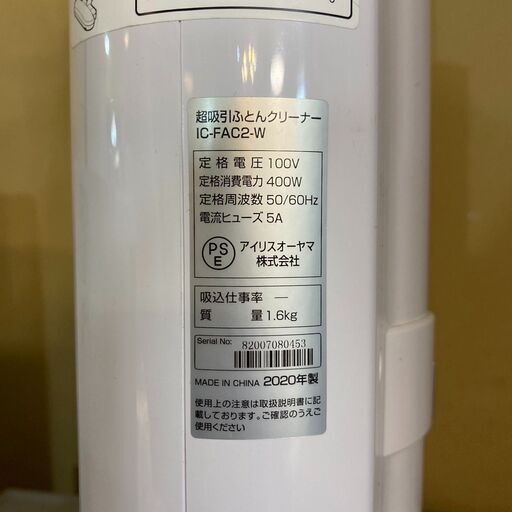 超吸引ふとんクリーナー
IC-FAC2-W
定格電圧 100V
定格消費電力 400W
定格周波数 50/60Hz
電流ヒューズ 5A
PS
E
アイリスオーヤマ
株式会社
吸込仕事率 ―
質 量 1.6kg
Serial No: 82007080453
MADE IN CHINA 2020年製
使用上の注意は取扱説明書に記
載しております。ご確認のうえご
使用ください